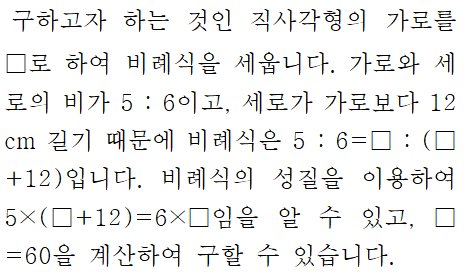 구하고자 하는 것인 직사각형의 가로를
□로 하여 비례식을 세웁니다. 가로와 세
로의 비가 5 : 6이고, 세로가 가로보다 12
cm 길기 때문에 비례식은 5 : 6=□ : (□
+12)입니다. 비례식의 성질을 이용하여
5×(□+12)=6×□임을 알 수 있고, □
=60을 계산하여 구할 수 있습니다.